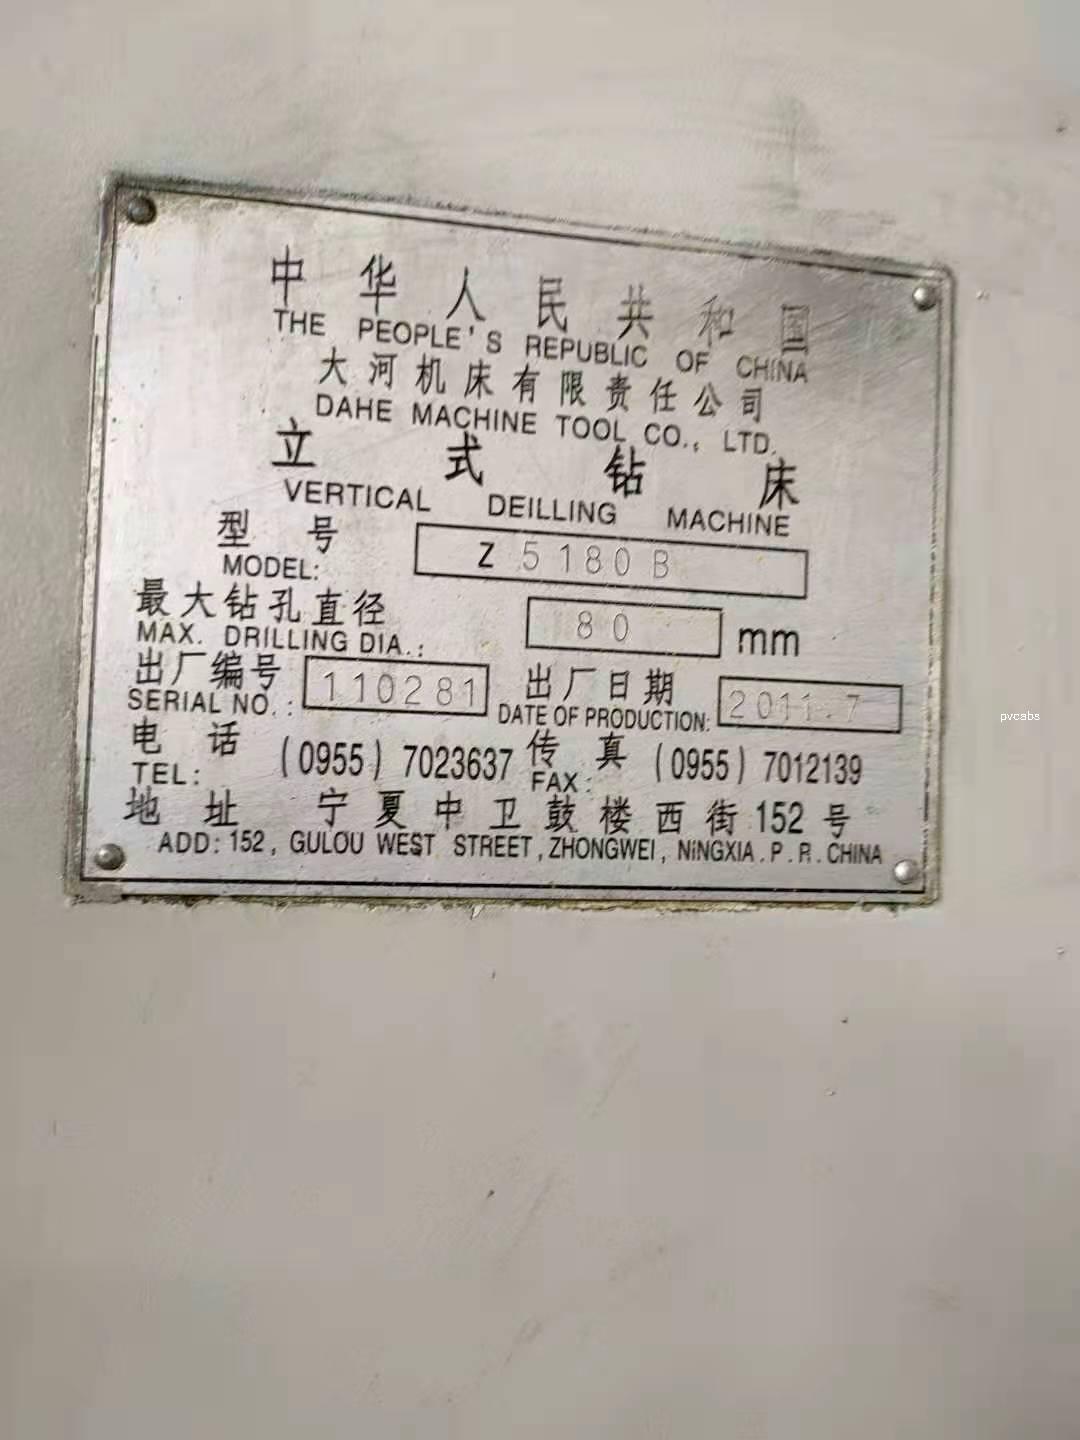 中华人民共和国
THE PEOPLE'S REPUBLIC OF CHINA
大河机床有限责任公司
DAHE MACHINE TOOL CO., LTD.
立式钻床
VERTICAL DEILLING MACHINE
型号
MODEL: Z5180B
最大钻孔直径
MAX. DRILLING DIA.: 80 mm
出厂编号 出厂日期
SERIAL NO.: 110281 DATE OF PRODUCTION: 2011.7
电话 传真
TEL: (0955) 7023637 FAX: (0955) 7012139
地址 宁夏中卫鼓楼西街152号
ADD: 152, GULOU WEST STREET, ZHONGWEI, NiNGXIA. P. R. CHINA
pvcabs